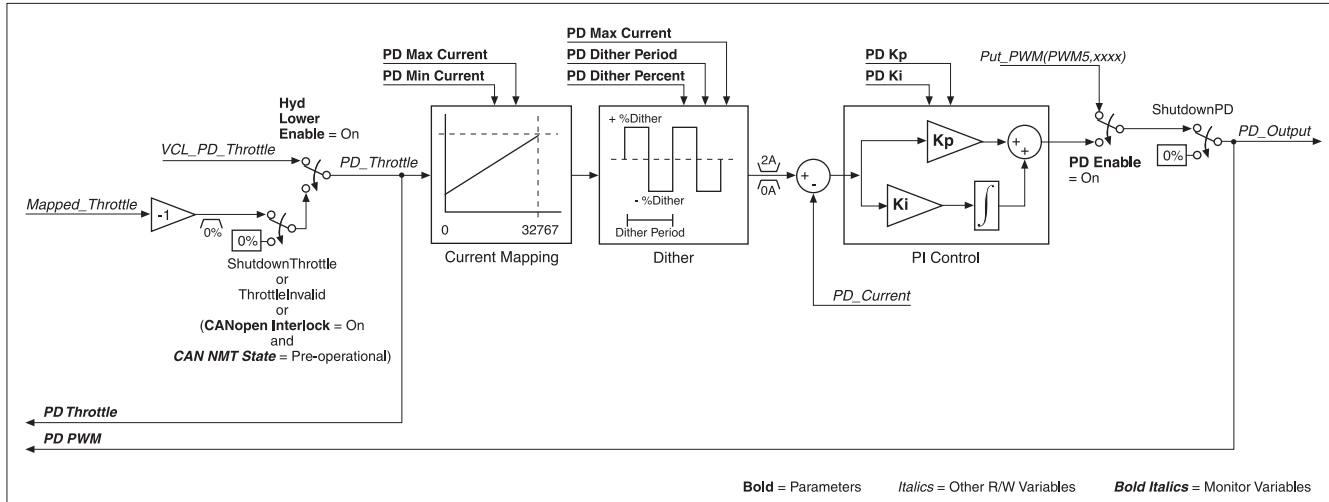 PD Max Current
PD Min Current
PD Max Current
PD Dither Period
PD Dither Percent
PD Kp
PD Ki
Put_PWM(PWM5,xxxx)
Hyd
Lower
Enable = On
VCL_PD_Throttle
PD_Throttle
Mapped_Throttle
-1
0%
0%
ShutdownThrottle
or
ThrottleInvalid
or
(CANopen Interlock = On
and
CAN NMT State = Pre-operational)
0
32767
Current Mapping
+ %Dither
- %Dither
Dither Period
Dither
2A
0A
+
-
PD_Current
Kp
Ki
∫
+
+
PI Control
PD Enable
= On
ShutdownPD
0%
PD_Output
PD Throttle
PD PWM
Bold = Parameters Italics = Other R/W Variables Bold Italics = Monitor Variables